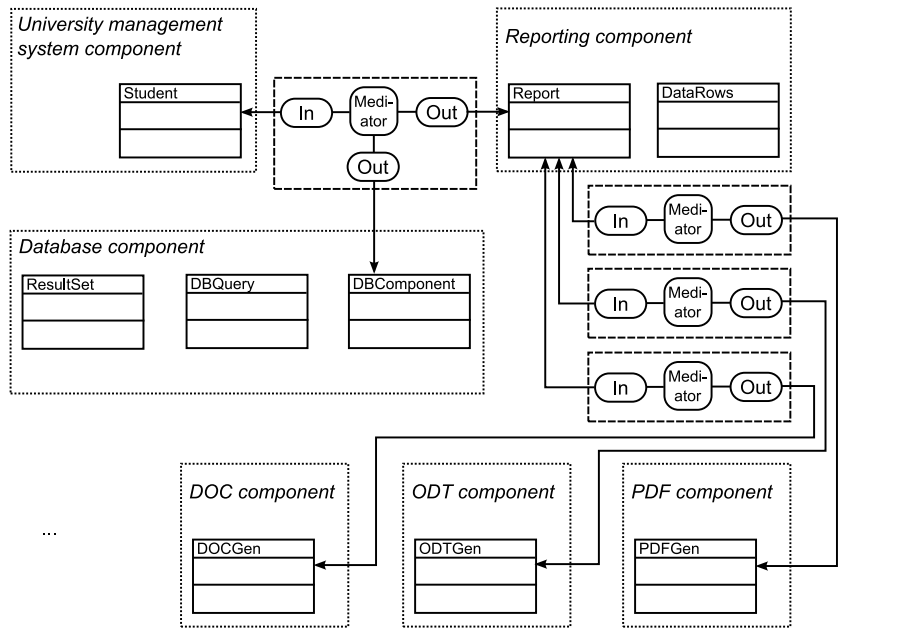 University management
system component
Student
In
Medi-
ator
Out
Out
Reporting component
Report
DataRows
In
Medi-
ator
Out
In
Medi-
ator
Out
In
Medi-
ator
Out
Database component
ResultSet
DBQuery
DBComponent
...
DOC component
DOCGen
ODT component
ODTGen
PDF component
PDFGen